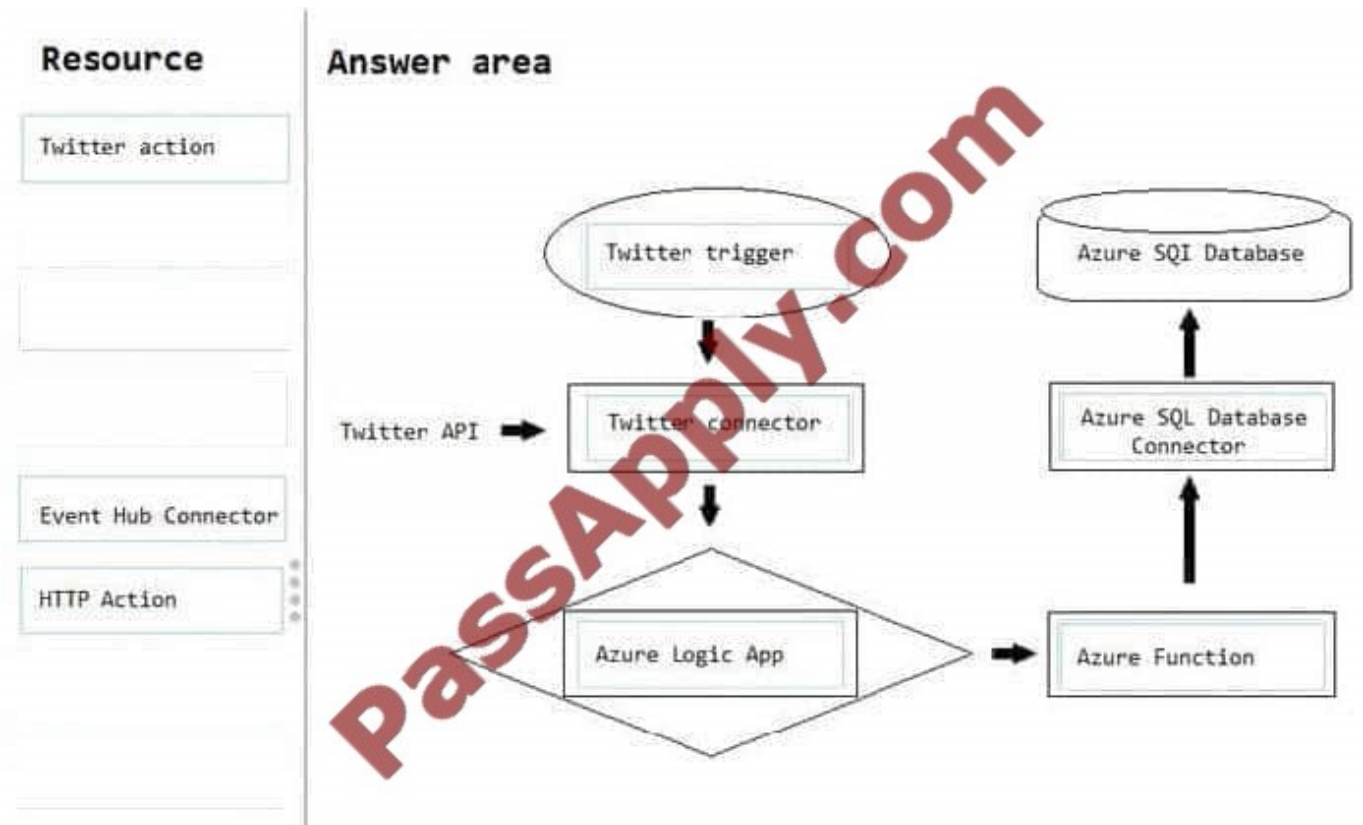 Resource
Answer area
Twitter action
Twitter trigger
Azure SQI Database
Twitter API
Twitter connector
Azure SQL Database
Connector
Event Hub Connector
HTTP Action
Azure Logic App
Azure Function
PassApply.com